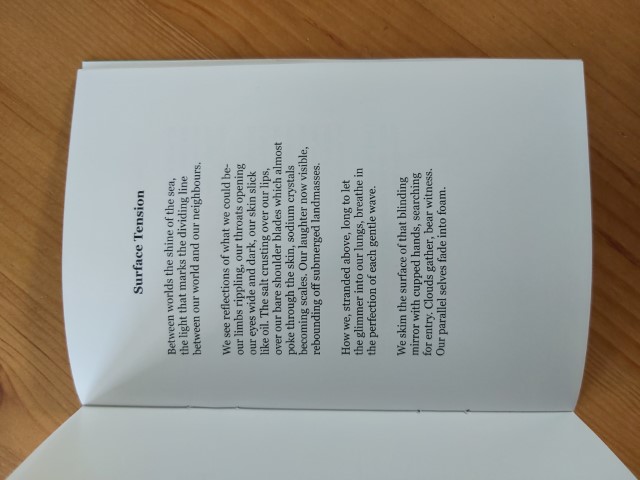 Surface Tension
Between worlds the shine of the sea,
the light that marks the dividing line
between our world and our neighbours.
We see reflections of what we could be-
our limbs rippling, our throats opening
our eyes wide and dark, our skin slick
like oil. The salt crusting over our lips,
over our bare shoulder blades which almost
poke through the skin, sodium crystals
becoming scales. Our laughter now visible,
rebounding off submerged landmasses.
How we, stranded above, long to let
the glimmer into our lungs, breathe in
the perfection of each gentle wave.
We skim the surface of that blinding
mirror with cupped hands, searching
for entry. Clouds gather, bear witness.
Our parallel selves fade into foam.